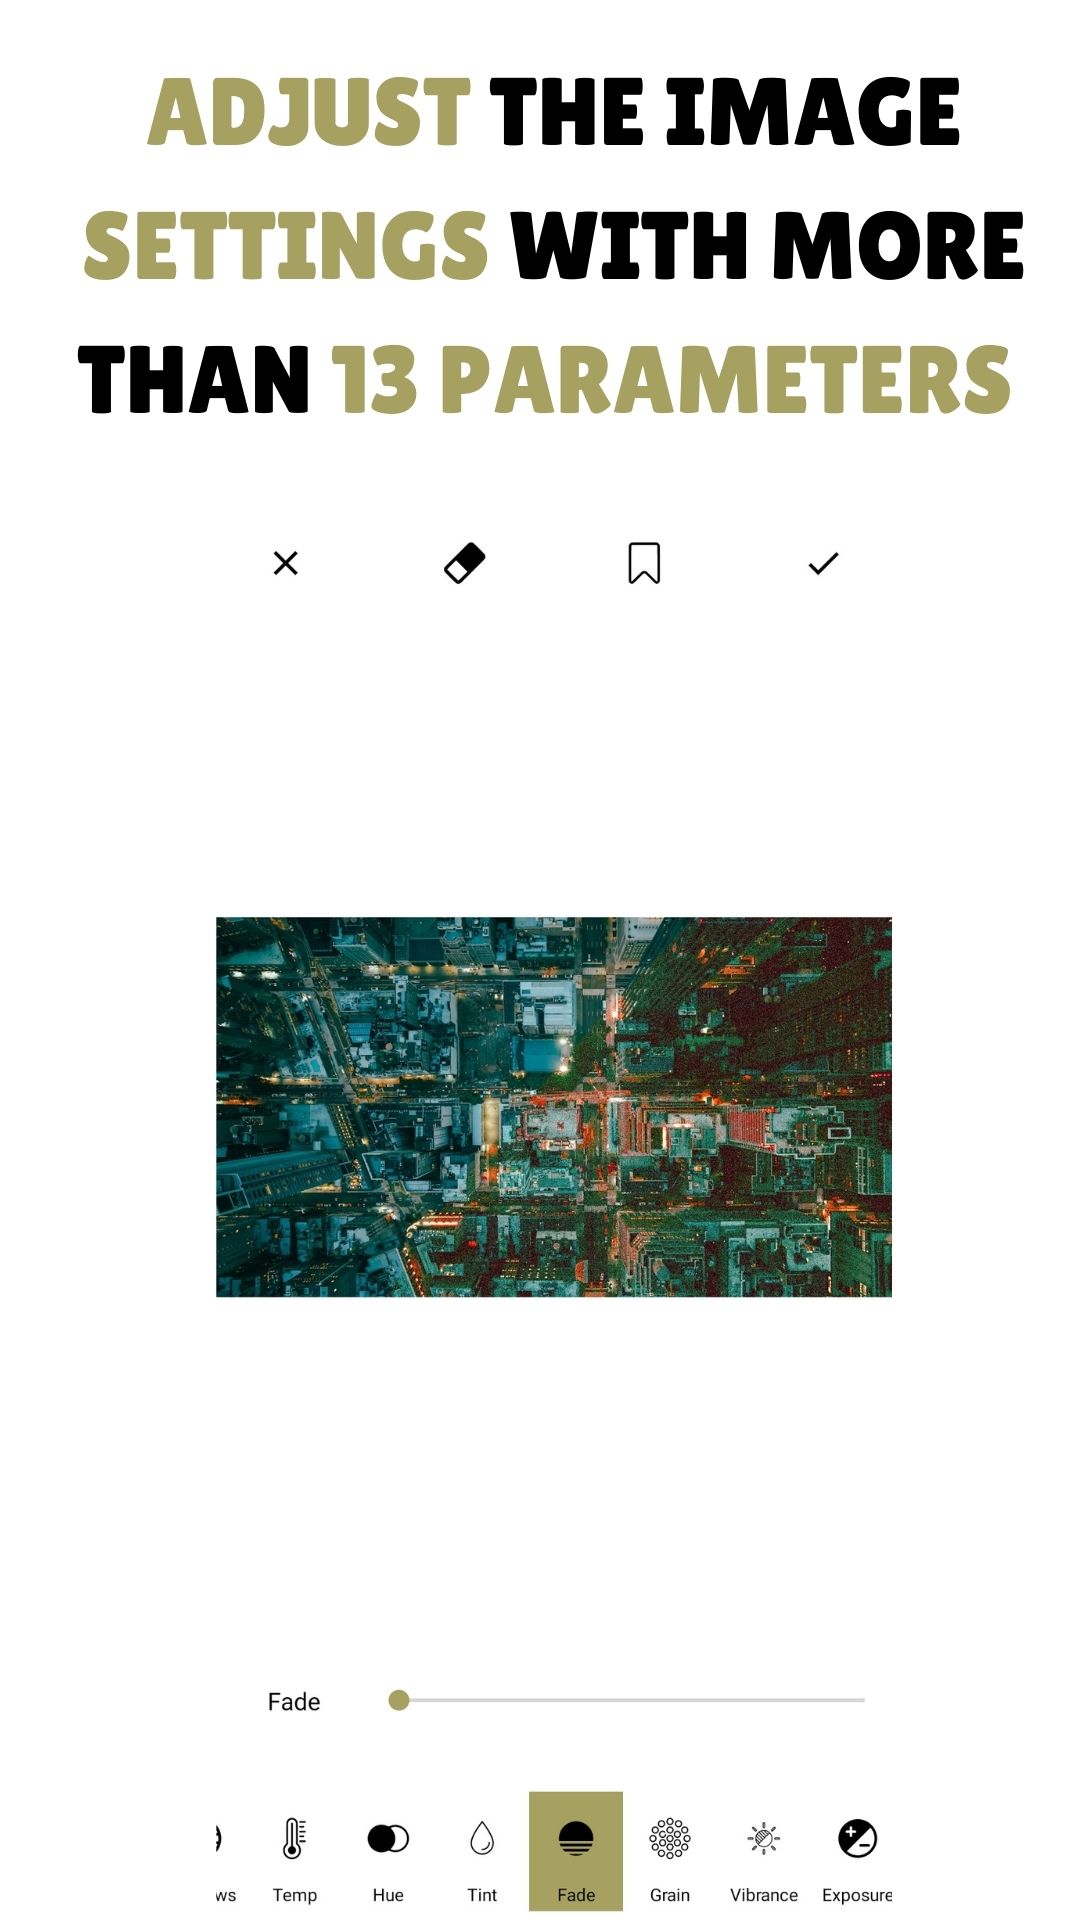 ADJUST THE IMAGE
SETTINGS WITH MORE
THAN 13 PARAMETERS
Fade
ws Temp Hue Tint Fade Grain Vibrance Exposure